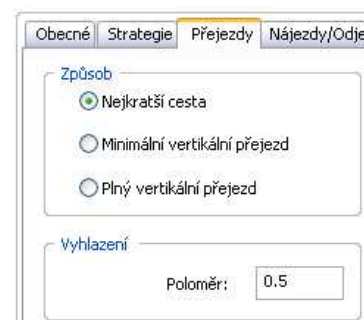 Obecné Strategie Přejezdy Nájezdy/Odje
Způsob
Nejkratší cesta
Minimální vertikální přejezd
Plný vertikální přejezd
Vyhlazení
Poloměr: 0.5